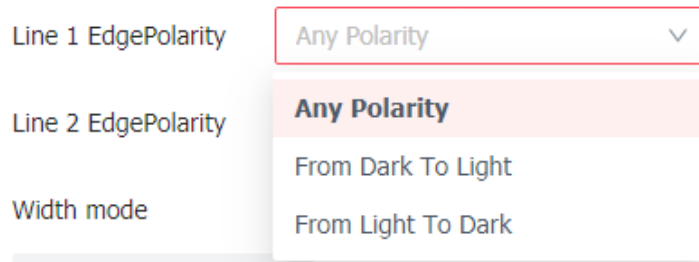 Line 1 EdgePolarity
Any Polarity
Any Polarity
Line 2 EdgePolarity
From Dark To Light
Width mode
From Light To Dark